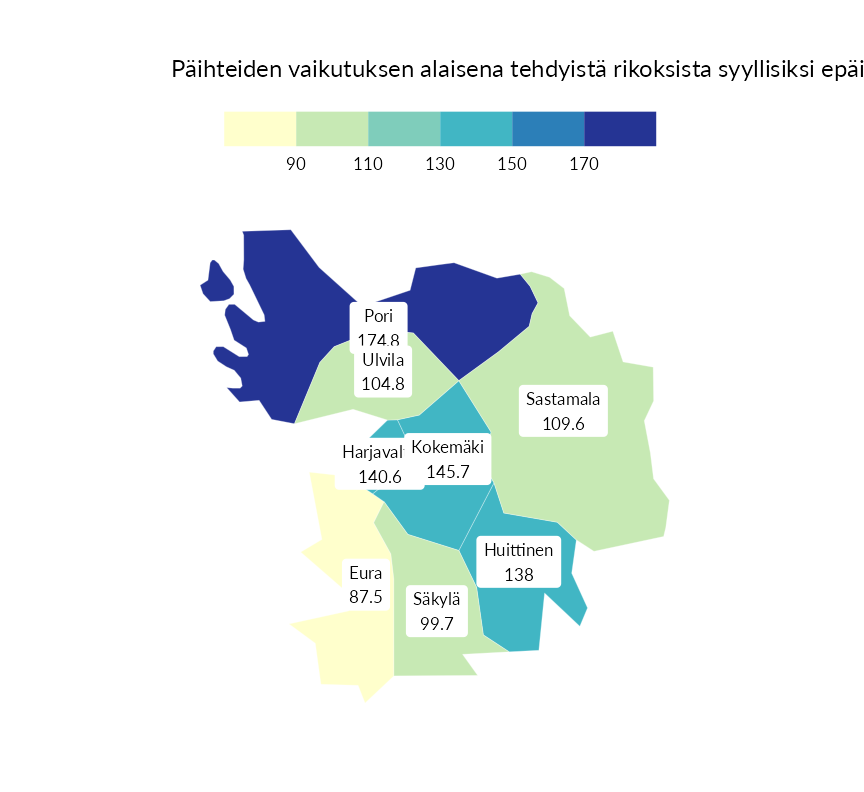 Päihteiden vaikutuksen alaisena tehdyistä rikoksista syyllisiksi epäi
90 110 130 150 170
Pori
174.8
Ulvila
104.8
Sastamala
109.6
Harjaval
140.6
Kokemäki
145.7
Huittinen
138
Eura
87.5
Säkylä
99.7